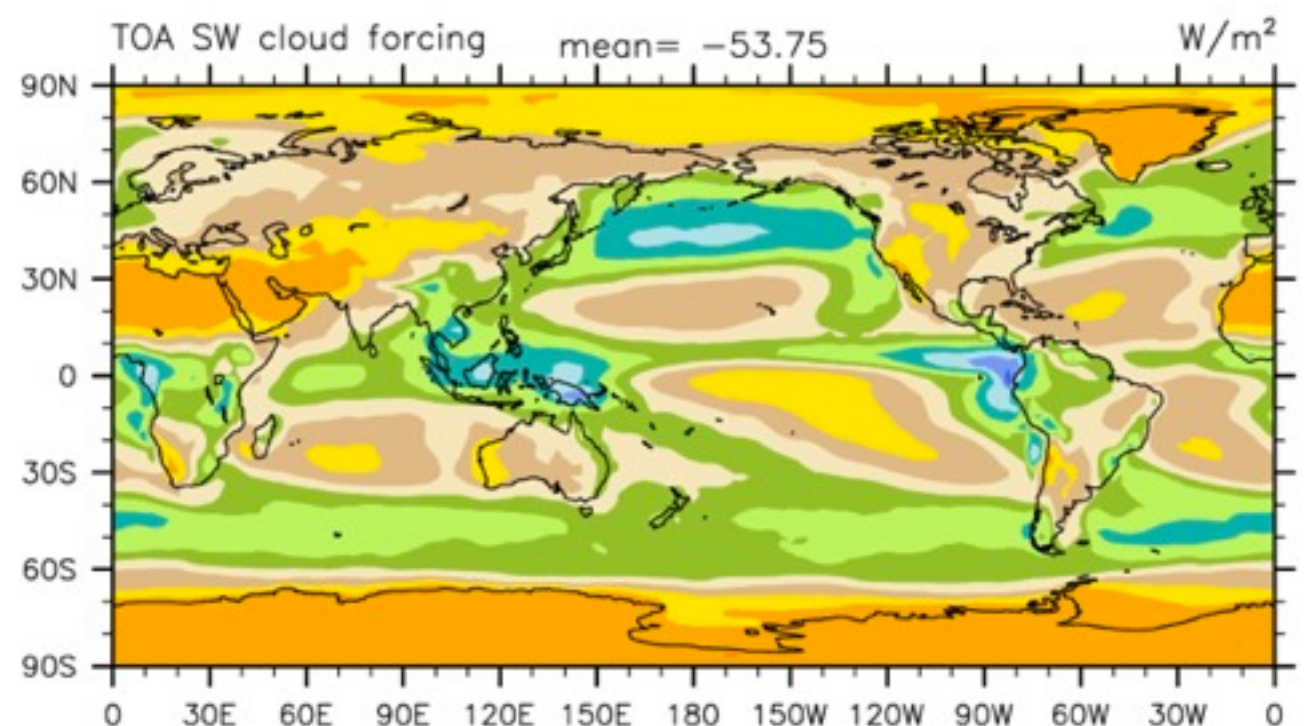 TOA SW cloud forcing mean= -53.75 W/m²
90N
60N
30N
0
30S
60S
90S
0 30E 60E 90E 120E 150E 180 150W 120W 90W 60W 30W 0